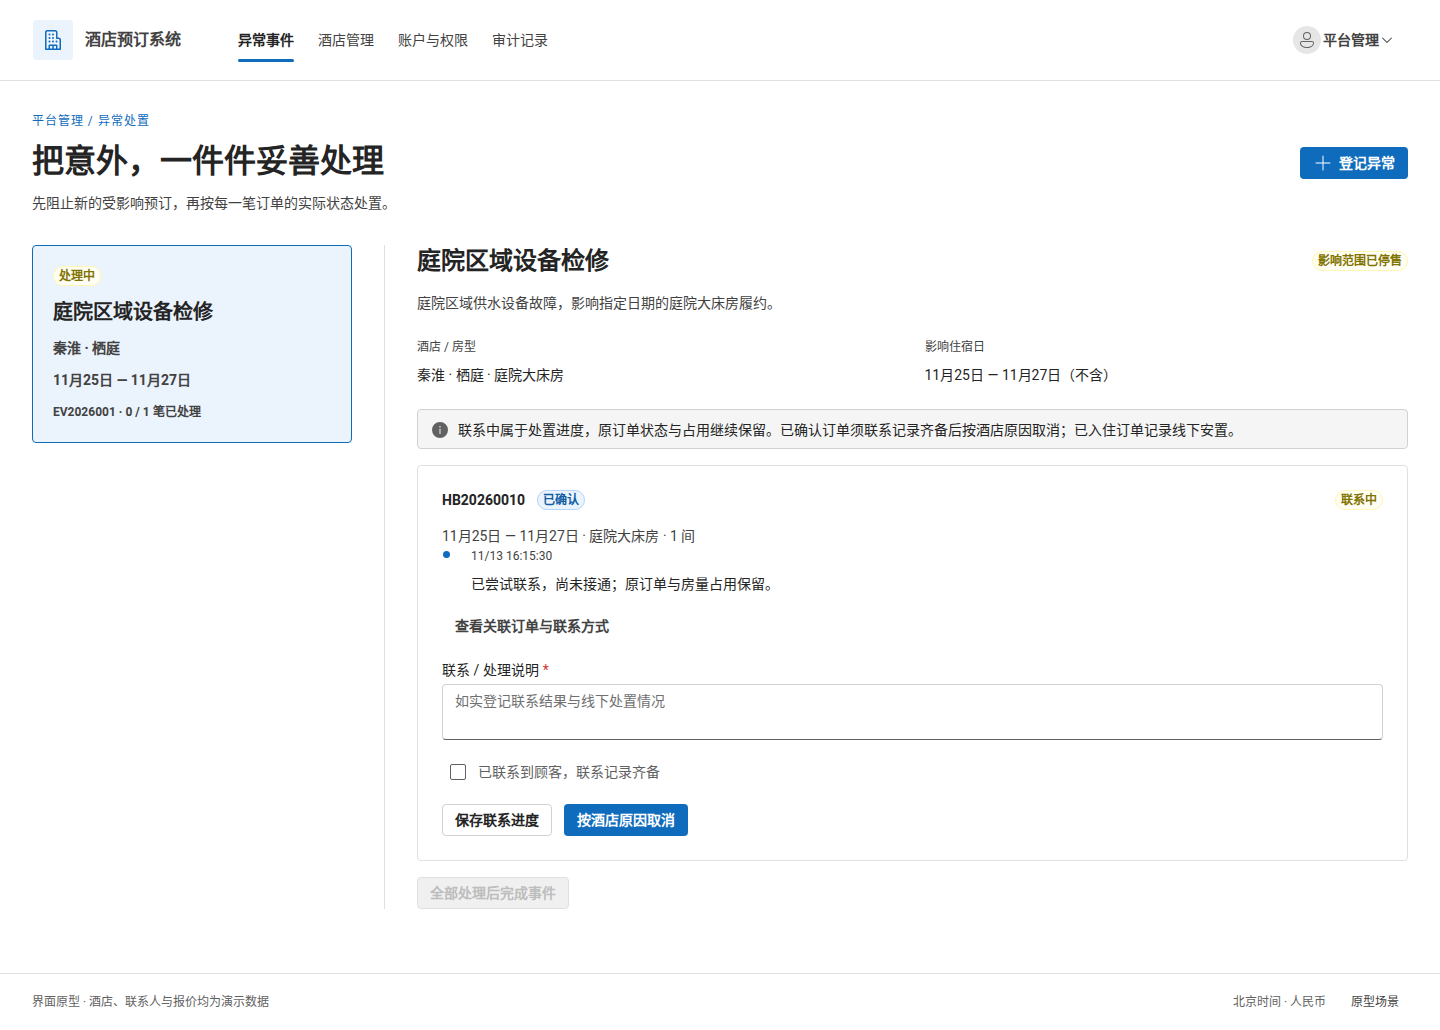 酒店预订系统
异常事件 酒店管理 账户与权限 审计记录
平台管理
平台管理 / 异常处置
把意外，一件件妥善处理
登记异常
先阻止新的受影响预订，再按每一笔订单的实际状态处置。
处理中
庭院区域设备检修
秦淮 · 栖庭
11月25日 — 11月27日
EV2026001 · 0 / 1 笔已处理
庭院区域设备检修
影响范围已停售
庭院区域供水设备故障，影响指定日期的庭院大床房履约。
酒店 / 房型
秦淮 · 栖庭 · 庭院大床房
影响住宿日
11月25日 — 11月27日（不含）
联系中属于处置进度，原订单状态与占用继续保留。已确认订单须联系记录齐备后按酒店原因取消；已入住订单记录线下安置。
HB20260010 已确认
联系中
11月25日 — 11月27日 · 庭院大床房 · 1 间
11/13 16:15:30
已尝试联系，尚未接通；原订单与房量占用保留。
查看关联订单与联系方式
联系 / 处理说明 *
如实登记联系结果与线下处置情况
已联系到顾客，联系记录齐备
保存联系进度 按酒店原因取消
全部处理后完成事件
界面原型 · 酒店、联系人与报价均为演示数据
北京时间 · 人民币 原型场景